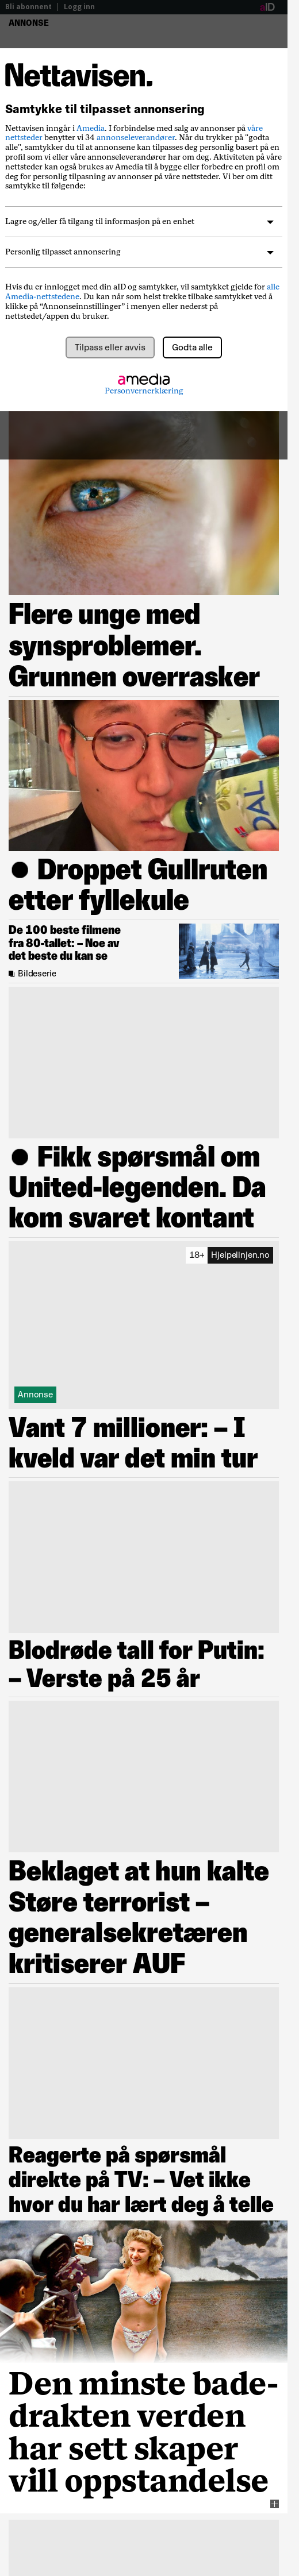 Bli abonnent | Logg inn
aID
ANNONSE
Nettavisen.
Samtykke til tilpasset annonsering
Nettavisen inngår i Amedia. I forbindelse med salg av annonser på våre
nettsteder benytter vi 34 annonseleverandører. Når du trykker på "godta
alle", samtykker du til at annonser kan tilpasses deg personlig basert på en
profil som vi eller våre annonseleverandører har om deg. Aktiviteten på våre
nettsteder kan også brukes av Amedia til å bygge eller forbedre en profil om
deg for personlig tilpasning av annonser på våre nettsteder. Vi ber om ditt
samtykke til følgende:
Lagre og/eller få tilgang til informasjon på en enhet
Personlig tilpasset annonsering
Hvis du er innlogget med din aID og samtykker, vil samtykket gjelde for alle
Amedia-nettstedene. Du kan når som helst trekke tilbake samtykket ved å
klikke på "Annonseinnstillinger" i menyen eller nederst på
nettstedet/appen du bruker.
Tilpass eller avvis
Godta alle
amedia
Personvernerklæring
Flere unge med
synsproblemer.
Grunnen overrasker
● Droppet Gullruten
etter fyllekule
De 100 beste filmene
fra 80-tallet: – Noe av
det beste du kan se
Bildeserie
● Fikk spørsmål om
United-legenden. Da
kom svaret kontant
18+ Hjelpelinjen.no
Annonse
Vant 7 millioner: – I
kveld var det min tur
Blodrøde tall for Putin:
– Verste på 25 år
Beklaget at hun kalte
Støre terrorist –
generalsekretæren
kritiserer AUF
Reagerte på spørsmål
direkte på TV: – Vet ikke
hvor du har lært deg å telle
Den minste bade-
drakten verden
har sett skaper
vill oppstandelse